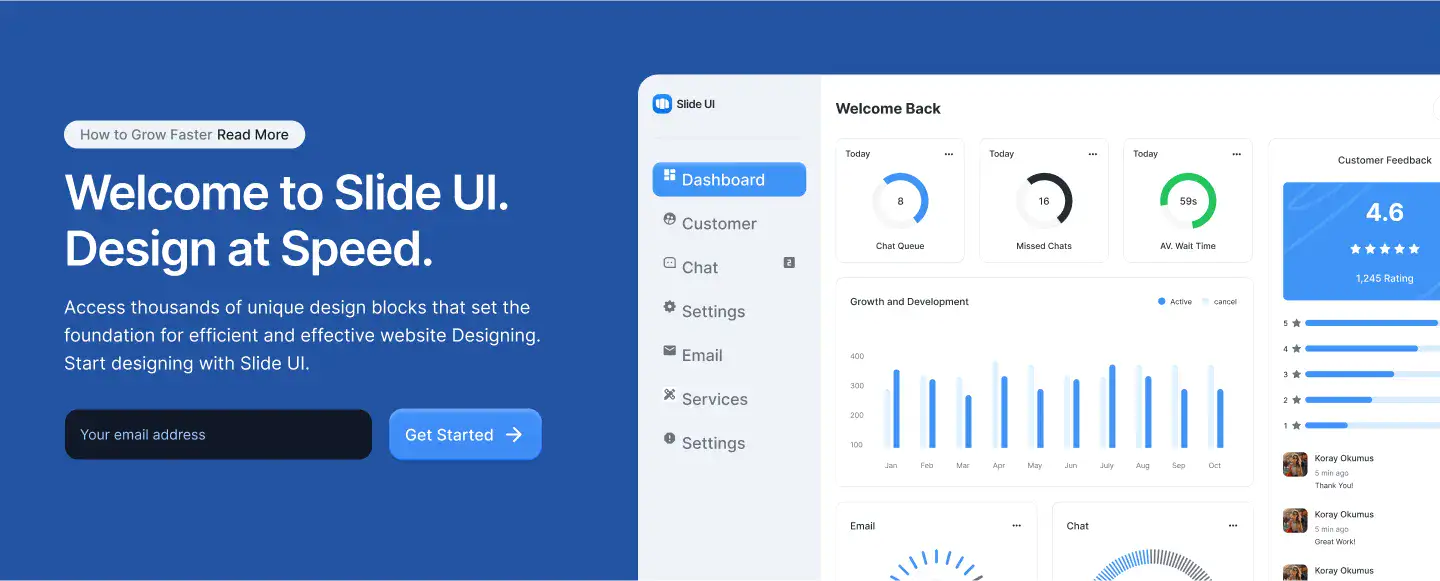 How to Grow Faster Read More
Welcome to Slide UI.
Design at Speed.
Access thousands of unique design blocks that set the
foundation for efficient and effective website Designing.
Start designing with Slide UI.
Your email address
Get Started
Slide UI
Dashboard
Customer
Chat 2
Settings
Email
Services
Settings
Welcome Back
Today
8
Chat Queue
Today
16
Missed Chats
Today
59s
AV. Wait Time
Growth and Development
Active cancel
400
300
200
100
Jan Feb Mar Apr May Jun July Aug Sep Oct
Email
Chat
Customer Feedback
4.6
1,245 Rating
5
4
3
2
1
Koray Okumus
5 min ago
Thank You!
Koray Okumus
5 min ago
Great Work!
Koray Okumus